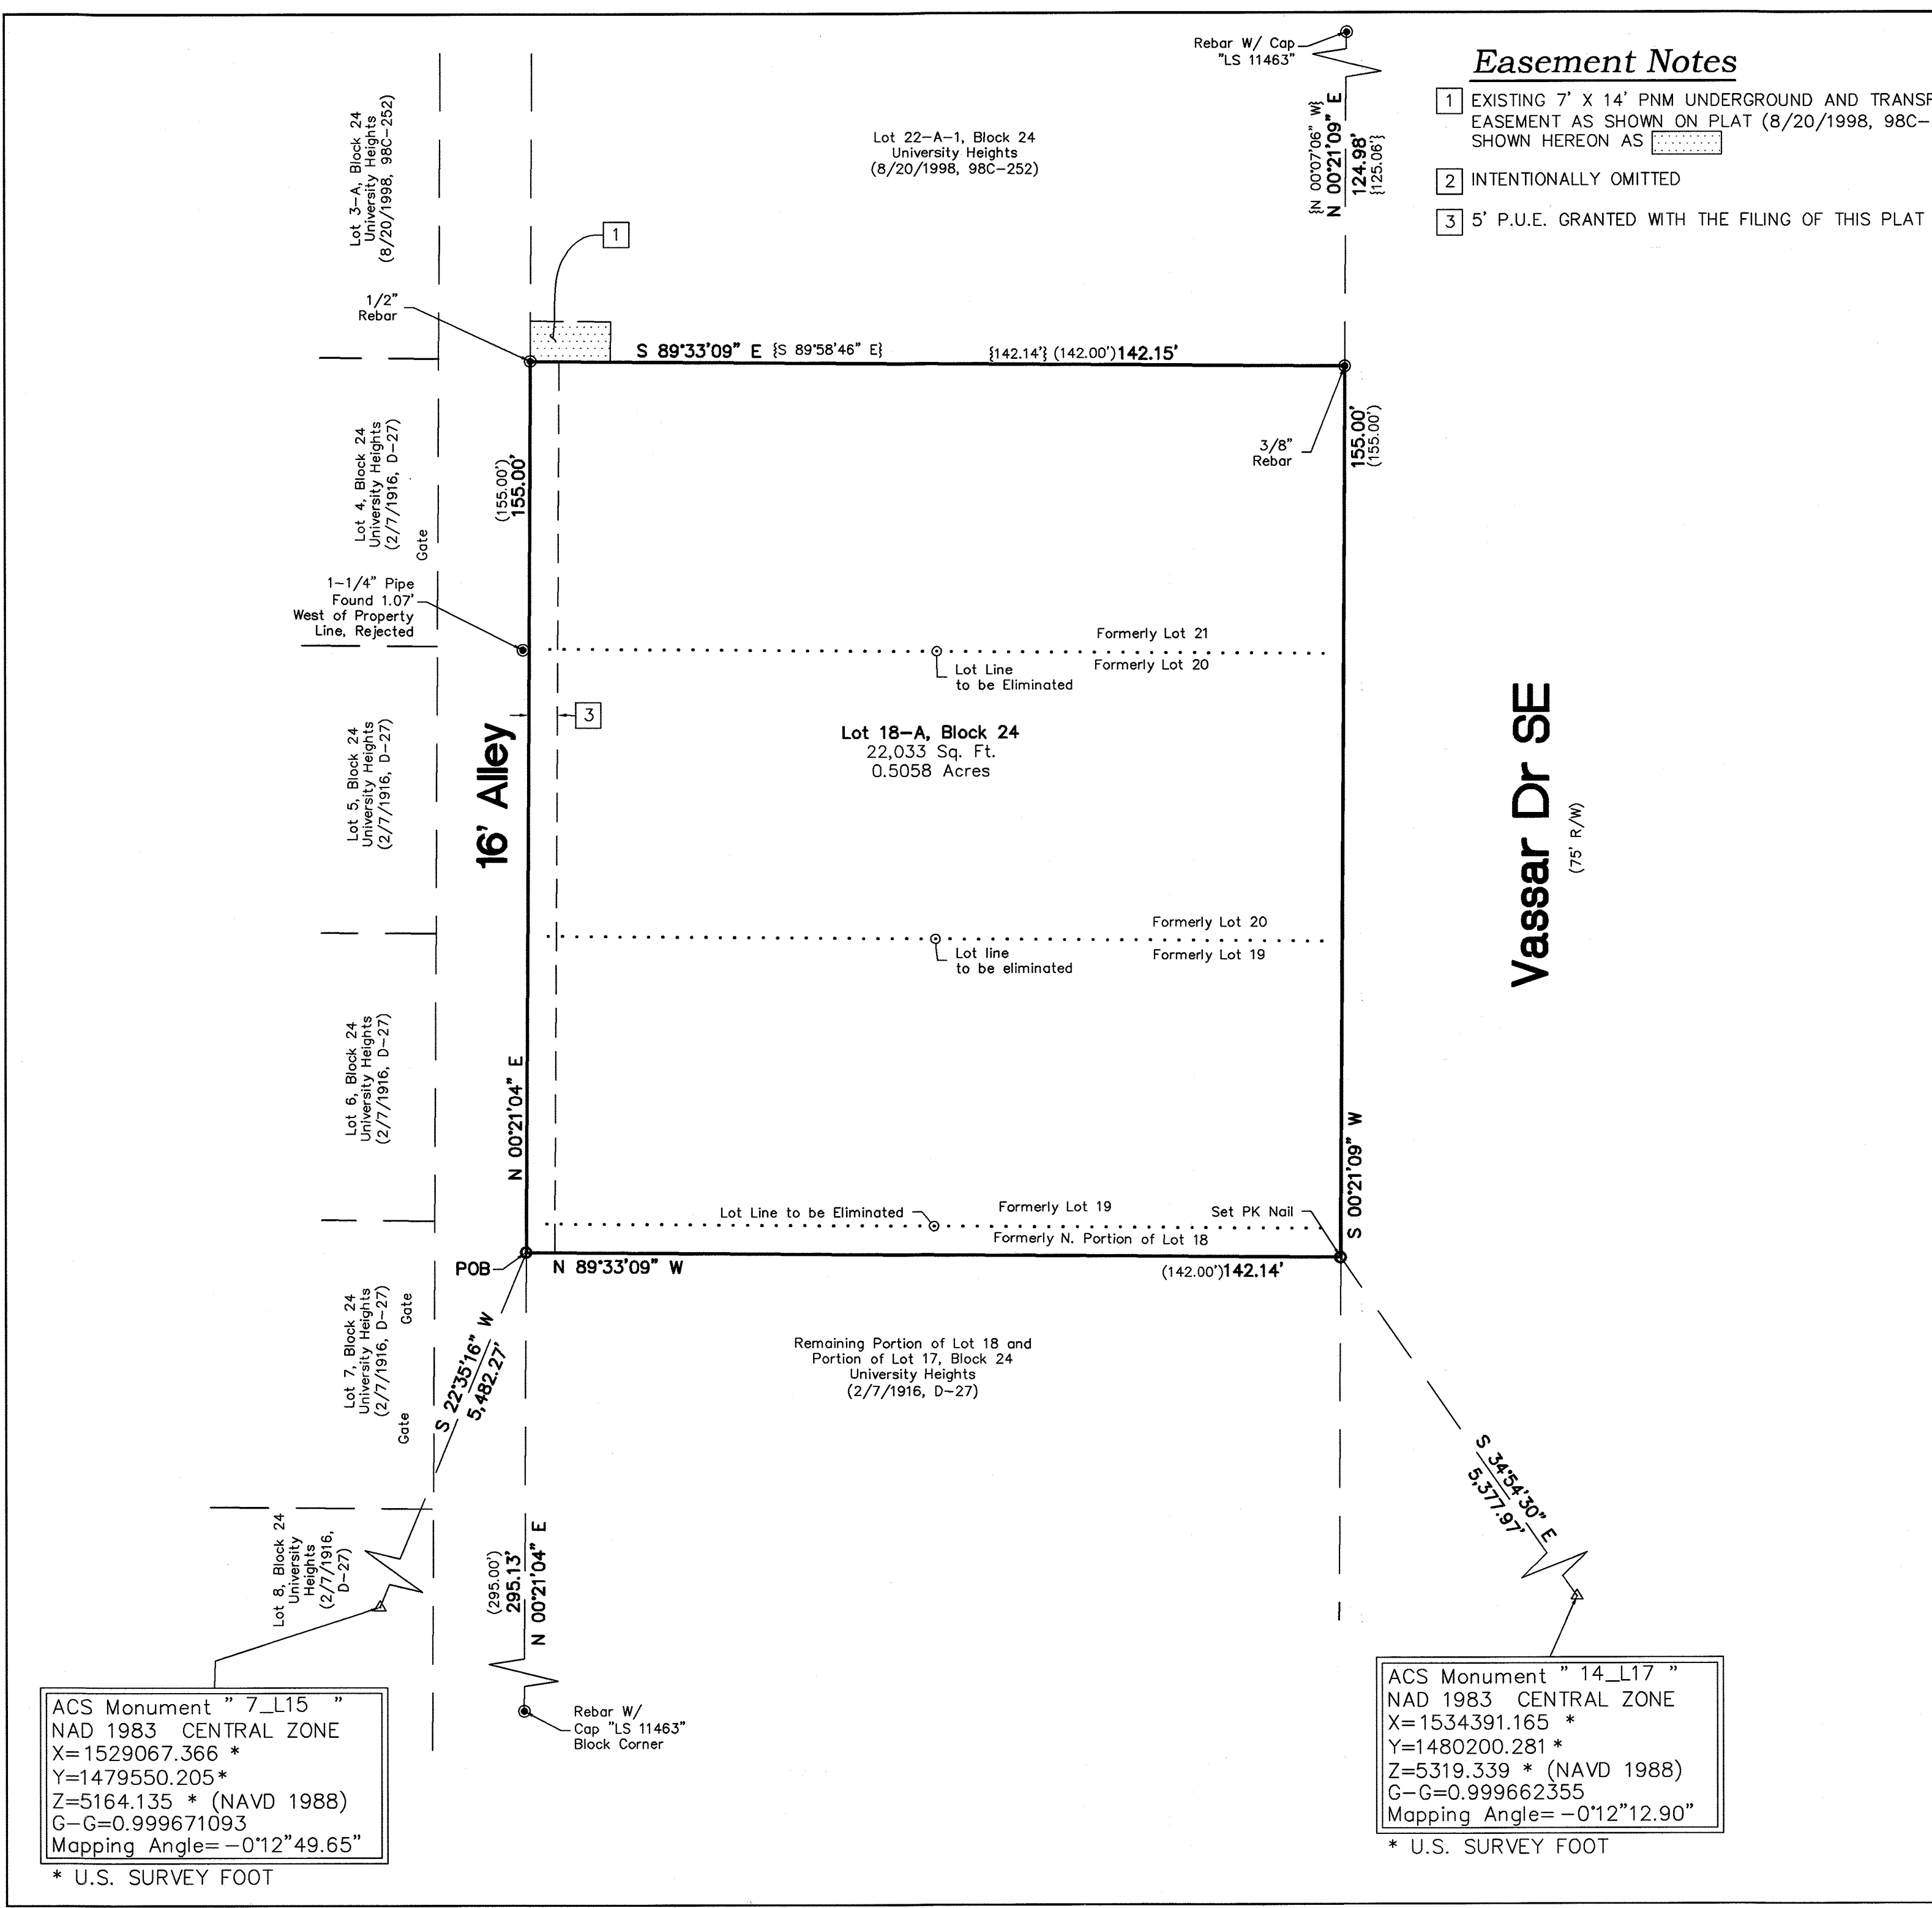 Rebar W/ Cap
"LS 11463"
{N 00°07'06" W}
N 00°21'09" E
124.98'
{125.06'}
Easement Notes
1 EXISTING 7' X 14' PNM UNDERGROUND AND
EASEMENT AS SHOWN ON PLAT (8/20/1998, 98C-
SHOWN HEREON AS
2 INTENTIONALLY OMITTED
3 5' P.U.E. GRANTED WITH THE FILING OF THIS PLAT
Lot 22-A-1, Block 24
University Heights
(8/20/1998, 98C-252)
Lot 3-A, Block 24
University Heights
(8/20/1998, 98C-252)
1
1/2"
Rebar
S 89°33'09" E {S 89°58'46" E}
{142.14'} (142.00') 142.15'
3/8"
Rebar
155.00'
(155.00')
(155.00')
155.00'
Lot 4, Block 24
University Heights
(2/7/1916, D-27)
Gate
1-1/4" Pipe
Found 1.07'
West of Property
Line, Rejected
Formerly Lot 21
Formerly Lot 20
Lot Line
to be Eliminated
3
Lot 18-A, Block 24
22,033 Sq. Ft.
0.5058 Acres
16' Alley
Vassar Dr SE
(75' R/W)
Lot 5, Block 24
University Heights
(2/7/1916, D-27)
Formerly Lot 20
Formerly Lot 19
Lot line
to be eliminated
Lot 6, Block 24
University Heights
(2/7/1916, D-27)
N 00°21'04" E
S 00°21'09" W
Lot Line to be Eliminated
Formerly Lot 19
Formerly N. Portion of Lot 18
Set PK Nail
POB
N 89°33'09" W
(142.00') 142.14'
Lot 7, Block 24
University Heights
(2/7/1916, D-27)
Gate
Gate
S 22°35'16" W
5,482.27'
Remaining Portion of Lot 18 and
Portion of Lot 17, Block 24
University Heights
(2/7/1916, D-27)
S 34°54'30" E
5,377.97'
Lot 8, Block 24
University
Heights
(2/7/1916,
D-27)
(295.00')
295.13'
N 00°21'04" E
Rebar W/
Cap "LS 11463"
Block Corner
ACS Monument " 7_L15 "
NAD 1983 CENTRAL ZONE
X=1529067.366 *
Y=1479550.205*
Z=5164.135 * (NAVD 1988)
G-G=0.999671093
Mapping Angle= -0°12"49.65"
* U.S. SURVEY FOOT
ACS Monument " 14_L17 "
NAD 1983 CENTRAL ZONE
X=1534391.165 *
Y=1480200.281 *
Z=5319.339 * (NAVD 1988)
G-G=0.999662355
Mapping Angle= -0°12"12.90"
* U.S. SURVEY FOOT